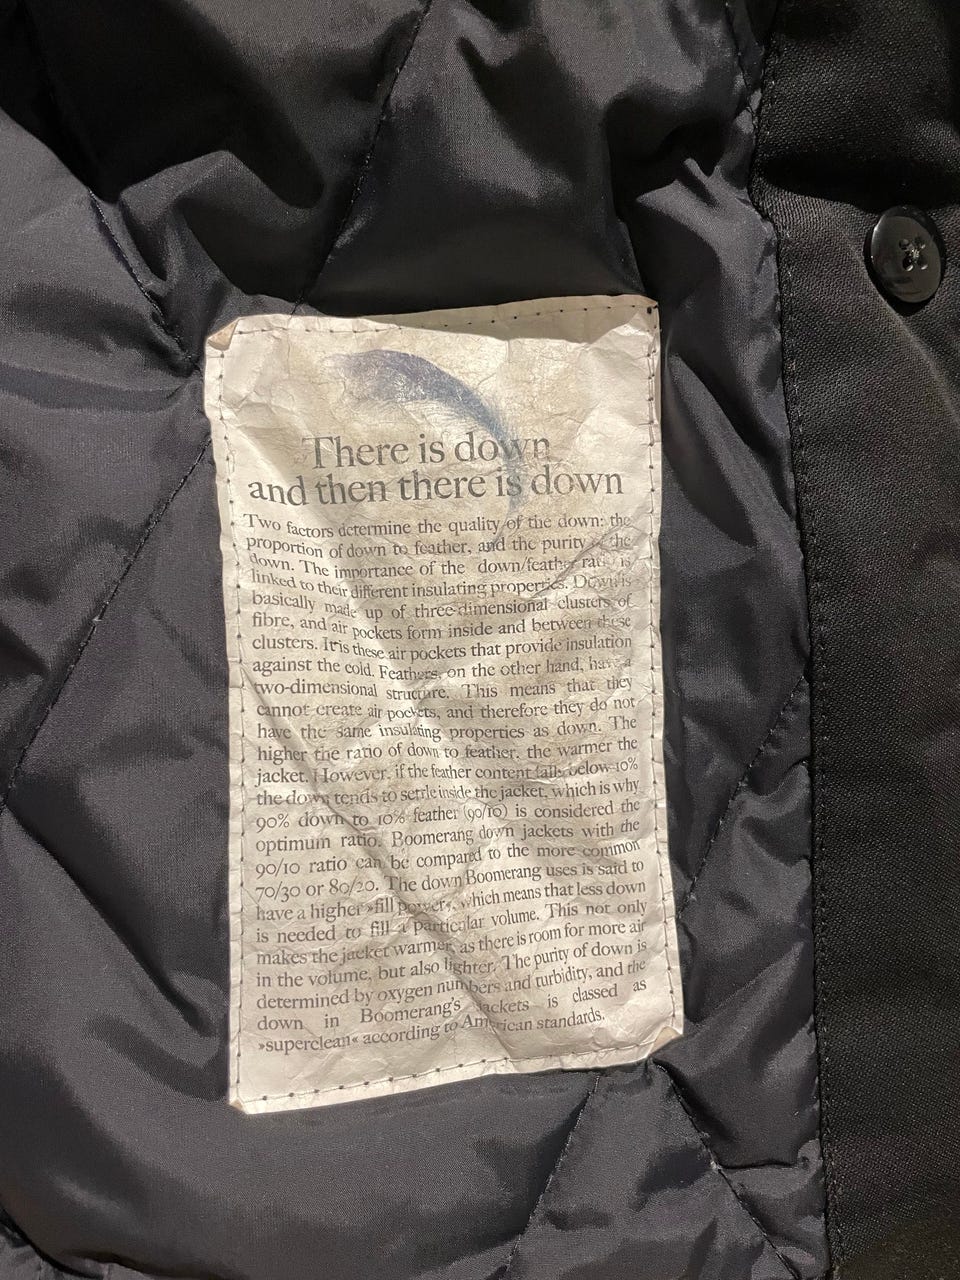 There is down
and then there is down
Two factors determine the quality of the down: the
proportion of down to feather, and the purity of the
down. The importance of the down/feather ratio is
linked to their different insulating properties. Down is
basically made up of three-dimensional clusters of
fibre, and air pockets form inside and between these
clusters. It is these air pockets that provide insulation
against the cold. Feathers, on the other hand, have a
two-dimensional structure. This means that they
cannot create air pockets, and therefore they do not
have the same insulating properties as down. The
higher the ratio of down to feather, the warmer the
jacket. However, if the feather content falls below 10%
the down tends to settle inside the jacket, which is why
90% down to 10% feather (90/10) is considered the
optimum ratio. Boomerang down jackets with the
90/10 ratio can be compared to the more common
70/30 or 80/20. The down Boomerang uses is said to
have a higher »fill power«, which means that less down
is needed to fill a particular volume. This not only
makes the jacket warmer, as there is room for more air
in the volume, but also lighter. The purity of down is
determined by oxygen numbers and turbidity, and the
down in Boomerang's jackets is classed as
»superclean« according to American standards.